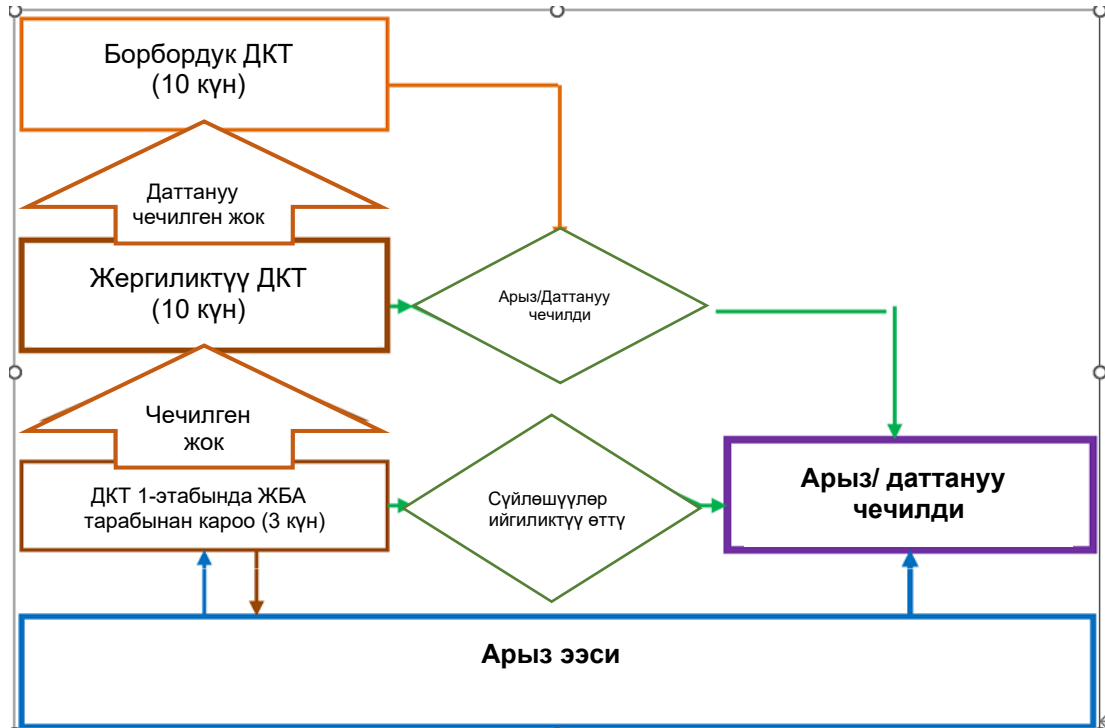 Борбордук ДКТ
(10 күн)
Даттануу
чечилген жок
Жергиликтүү ДКТ
(10 күн)
Арыз/Даттануу
чечилди
Чечилген
жок
ДКТ 1-этабында ЖБА
тарабынан кароо (3 күн)
Сүйлөшүүлөр
ийгиликтүү өттү
Арыз/ даттануу
чечилди
Арыз ээси